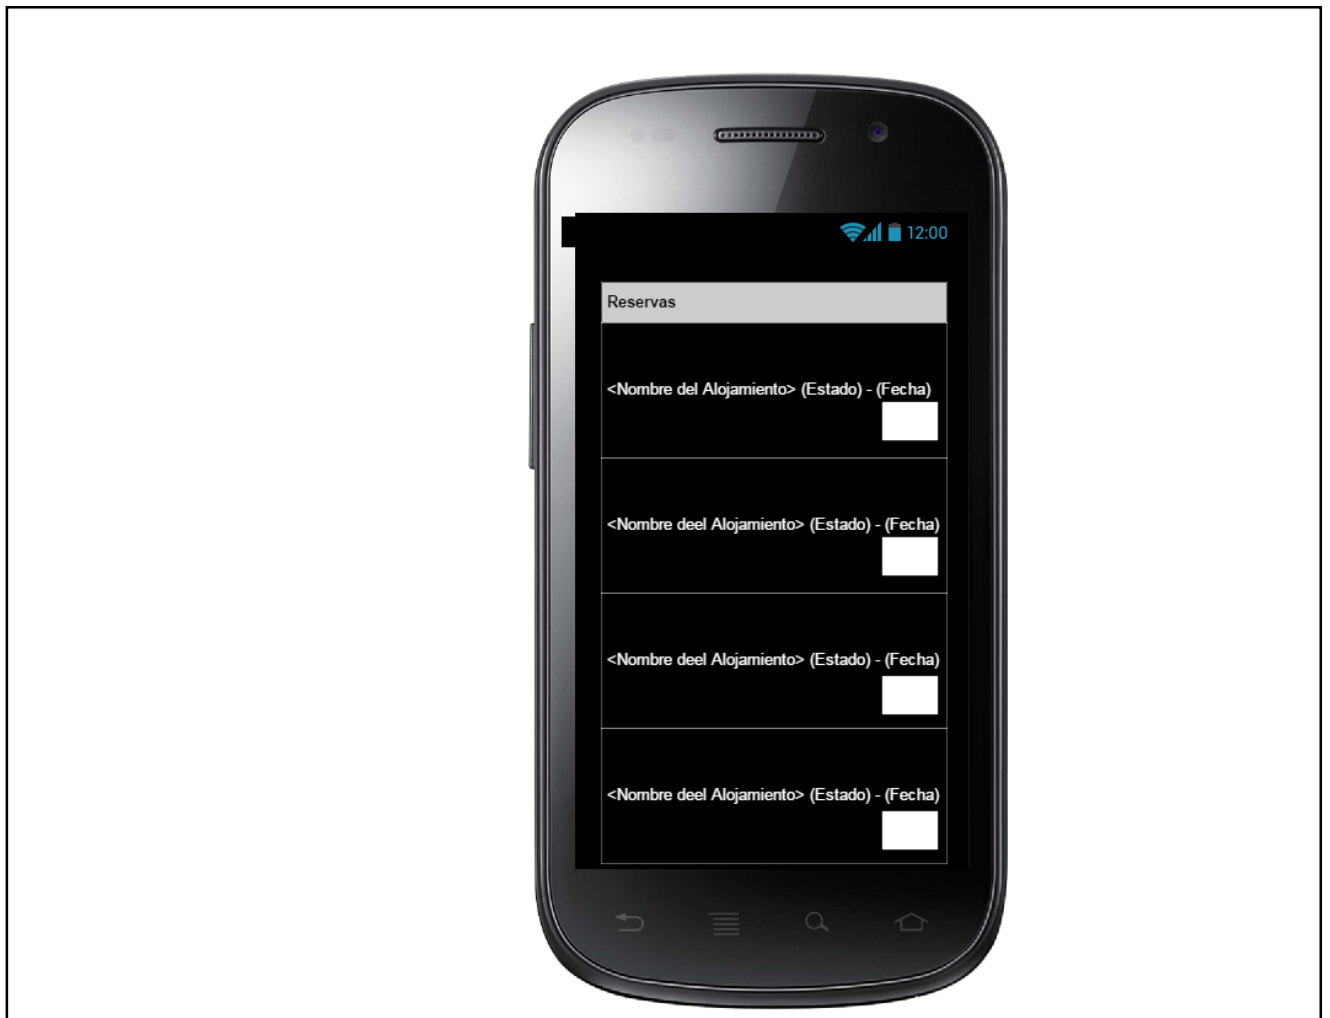 12:00
Reservas
<Nombre del Alojamiento> (Estado) - (Fecha)
<Nombre deel Alojamiento> (Estado) - (Fecha)
<Nombre deel Alojamiento> (Estado) - (Fecha)
<Nombre deel Alojamiento> (Estado) - (Fecha)